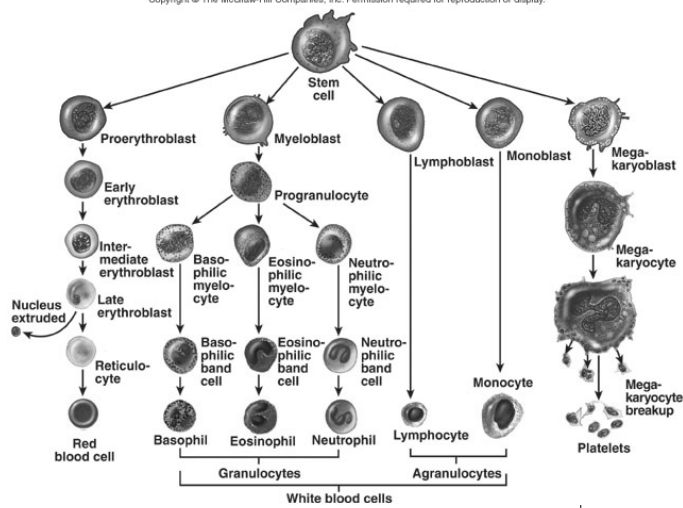 Copyright © The McGraw-Hill Companies, Inc. Permission required for reproduction or display.
Stem
cell
Proerythroblast
Myeloblast
Lymphoblast
Monoblast
Mega-
karyoblast
Early
erythroblast
Progranulocyte
Inter-
mediate
erythroblast
Baso-
philic
myelo-
cyte
Eosino-
philic
myelo-
cyte
Neutro-
philic
myelo-
cyte
Mega-
karyocyte
Nucleus
extruded
Late
erythroblast
Reticulo-
cyte
Baso-
philic
band
cell
Eosino-
philic
band
cell
Neutro-
philic
band
cell
Monocyte
Mega-
karyocyte
breakup
Red
blood cell
Basophil
Eosinophil
Neutrophil
Lymphocyte
Platelets
Granulocytes
Agranulocytes
White blood cells